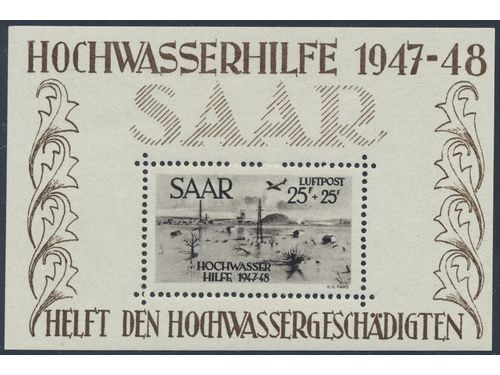 HOCHWASSERHILFE 1947-48
SAAR
SAAR
LUFTPOST
25F + 25F
HOCHWASSER
HILFE 1947-48
HELFT DEN HOCHWASSERGESCHÄDIGTEN